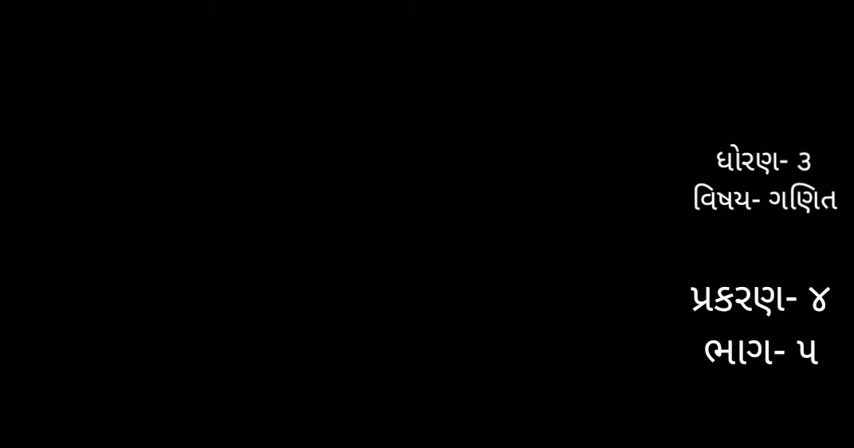 ધોરણ- ૩
વિષય- ગણિત
પ્રકરણ- ૪
ભાગ- ૫